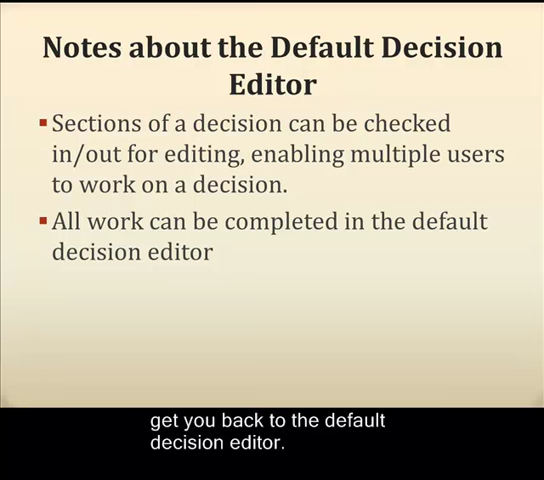 Notes about the Default Decision
Editor
▪Sections of a decision can be checked
in/out for editing, enabling multiple users
to work on a decision.
▪All work can be completed in the default
decision editor
get you back to the default
decision editor.